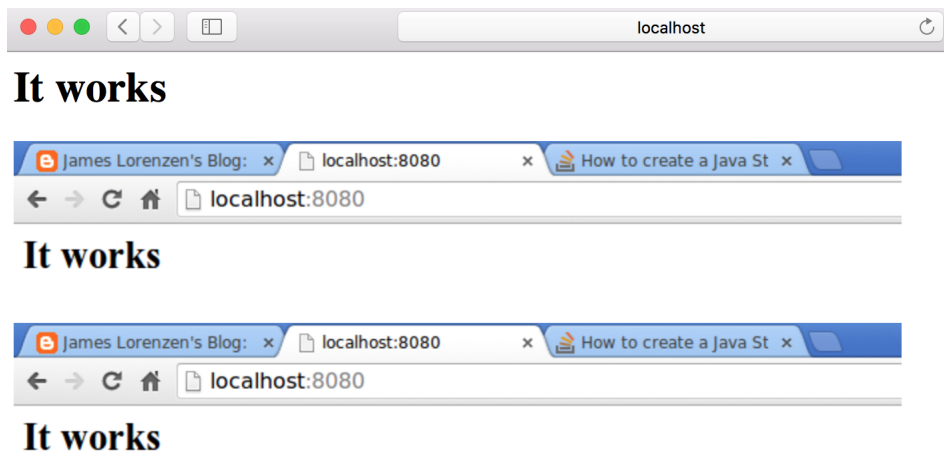 localhost
It works
James Lorenzen's Blog: localhost:8080 How to create a Java St
localhost:8080
It works
James Lorenzen's Blog: localhost:8080 How to create a Java St
localhost:8080
It works